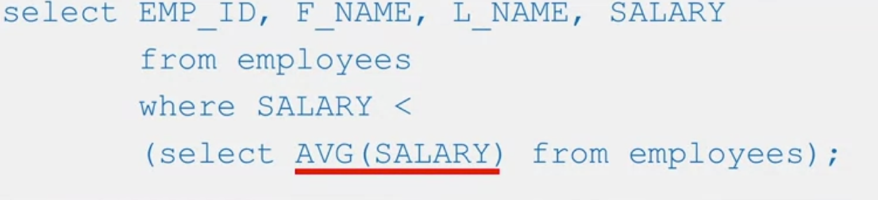 select EMP_ID, F_NAME, L_NAME, SALARY
from employees
where SALARY <
(select AVG(SALARY) from employees);